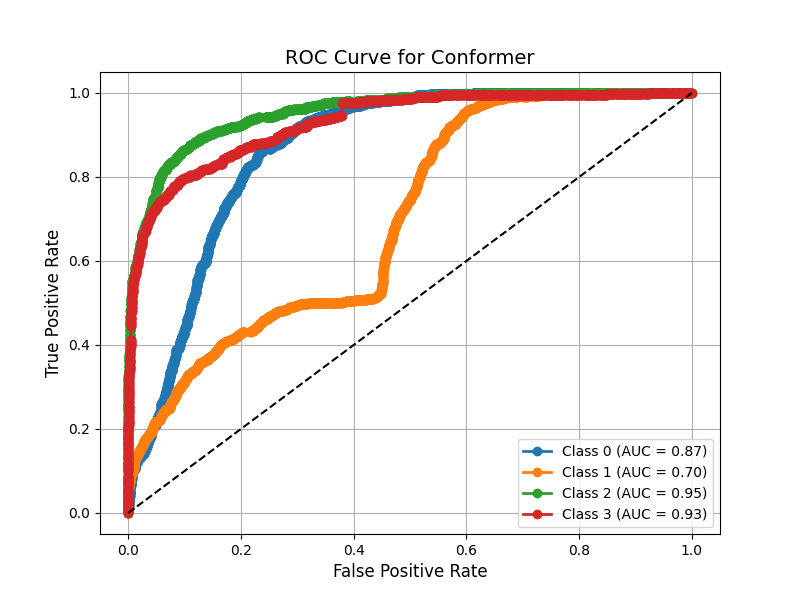 ROC Curve for Conformer
True Positive Rate
1.0
0.8
0.6
0.4
0.2
0.0
Class 0 (AUC = 0.87)
Class 1 (AUC = 0.70)
Class 2 (AUC = 0.95)
Class 3 (AUC = 0.93)
0.0 0.2 0.4 0.6 0.8 1.0
False Positive Rate